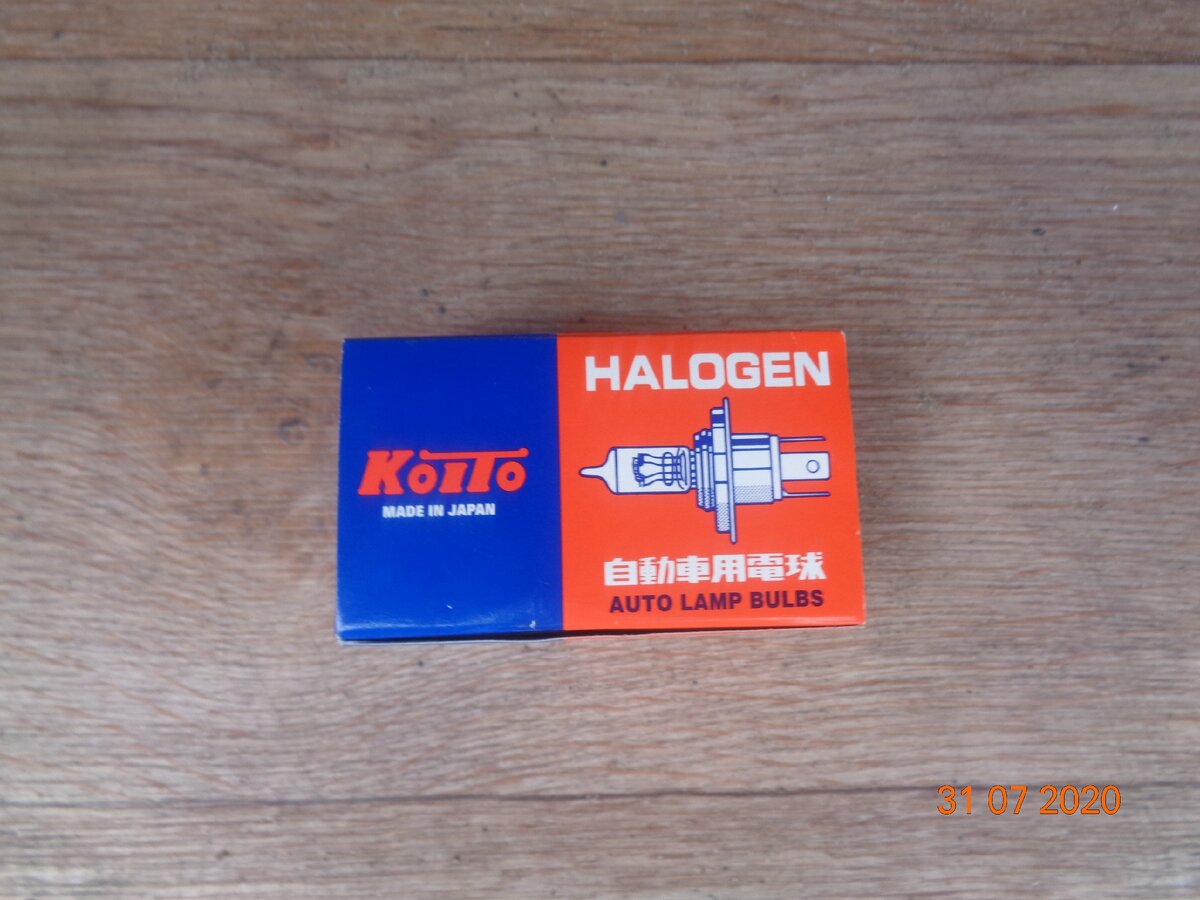 KOITO
MADE IN JAPAN
HALOGEN
自動車用電球
AUTO LAMP BULBS
31 07 2020